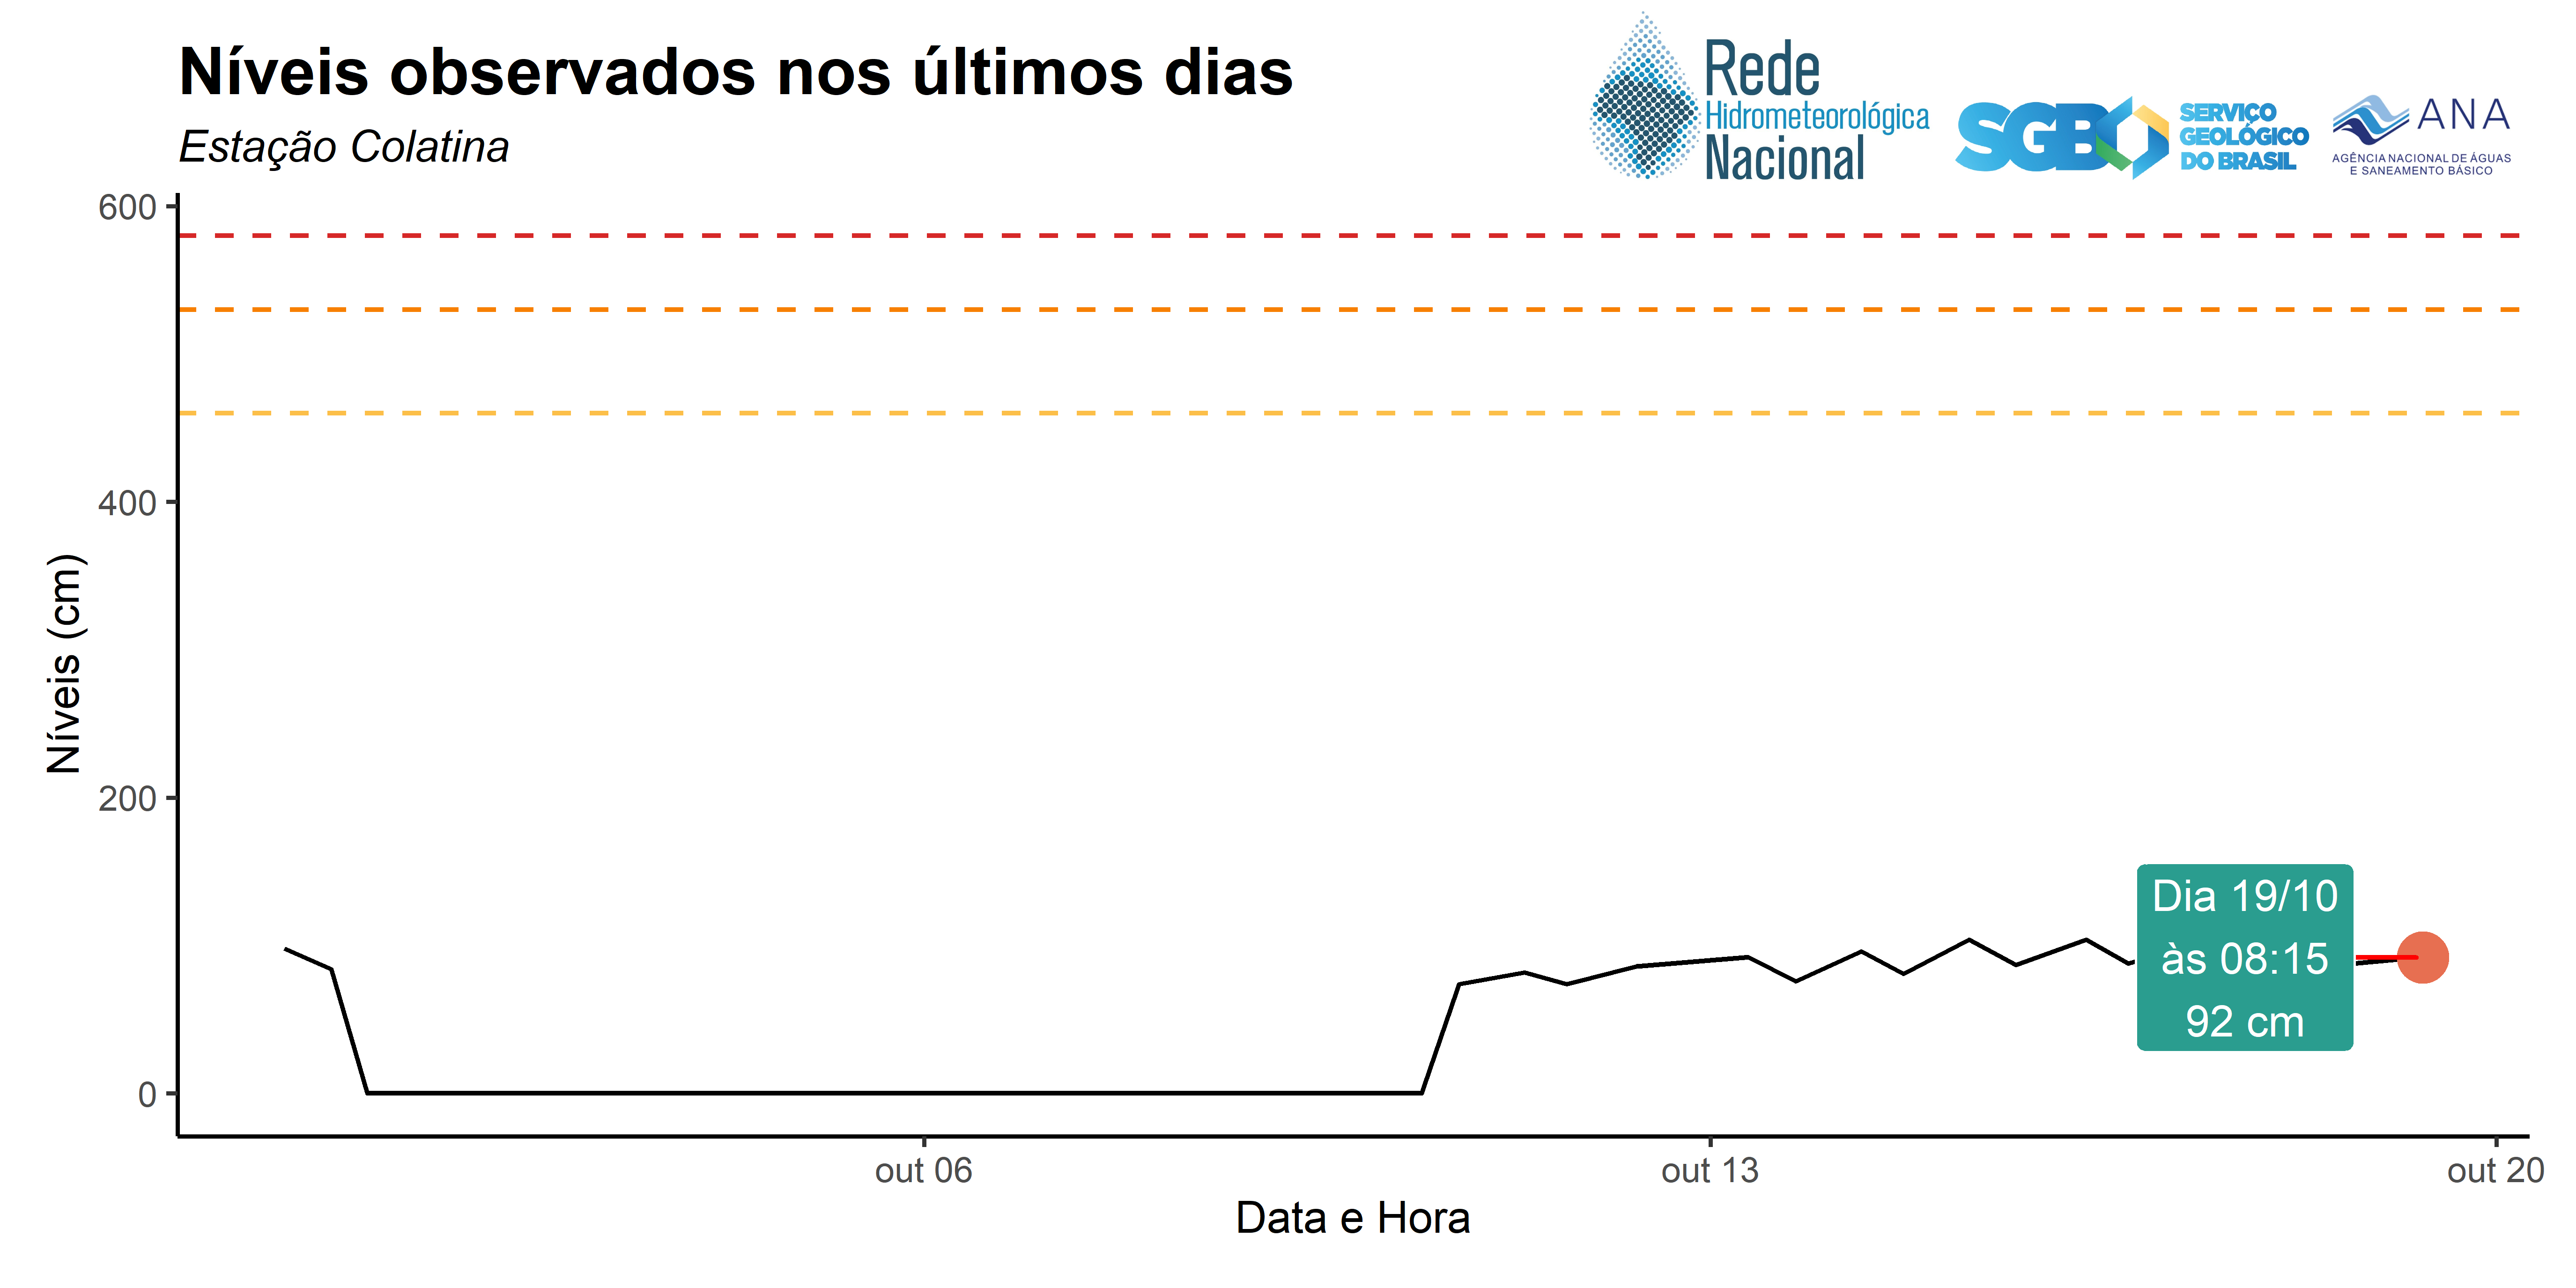 Níveis observados nos últimos dias
Estação Colatina
Rede
Hidrometeorológica
Nacional
SGB
SERVIÇO
GEOLÓGICO
DO BRASIL
ANA
AGÊNCIA NACIONAL DE ÁGUAS
E SANEAMENTO BÁSICO
600
400
200
0
Níveis (cm)
Dia 19/10
às 08:15
92 cm
out 06
out 13
out 20
Data e Hora